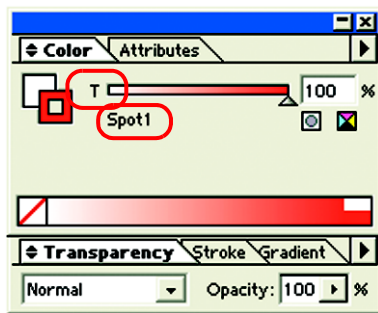 Color Attributes
T 100 %
Spot1
Transparency Stroke Gradient
Normal Opacity: 100 %